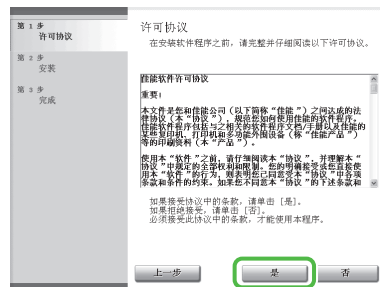 第 1 步
许可协议
第 2 步
安装
第 3 步
完成
许可协议
在安装软件程序之前，请完整并仔细阅读以下许可协议。
佳能软件许可协议
重要！
本文件是您和佳能公司（以下简称“佳能”）之间达成的法
律协议（本“协议”），规范您如何使用佳能的软件程序。
佳能软件程序包括与之相关的软件程序文档/手册以及佳能的
某些复印机、打印机和多功能外围设备（称“佳能产品”）
等的印刷资料（本“产品”）。
使用本“软件”之前，请仔细阅读本“协议”，并理解本“
协议”中规定的全部权利和限制。您的明确接受或您直接使
用本“软件”的行为，则表明您已同意受本“协议”中各项
条款和条件的约束。如果您不同意本“协议”的下述条款和
如果接受协议中的条款，请单击 [是]。
如果拒绝接受，请单击 [否]。
必须接受此协议中的条款，才能使用本程序。
上一步
是
否